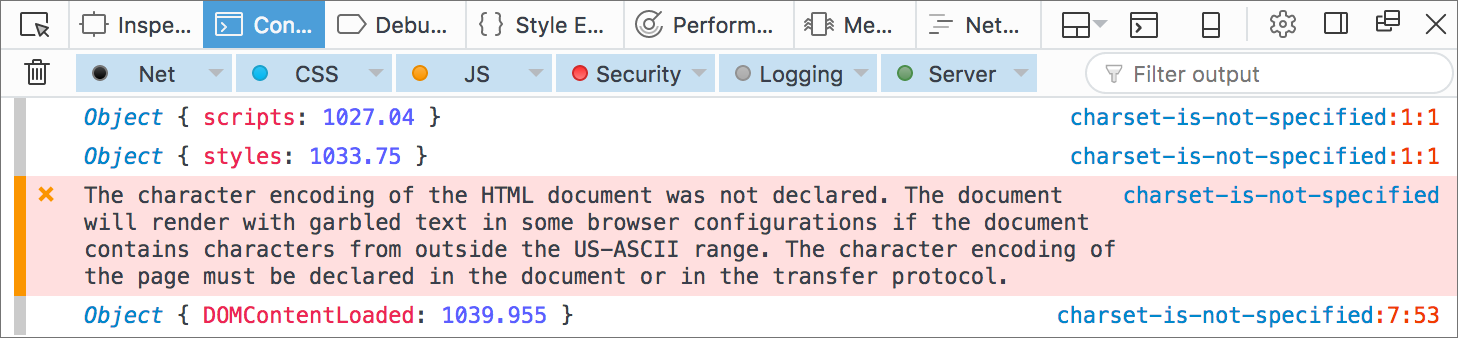 Inspe... Con... Debu... Style E... Perform... Me... Net...
Net CSS JS Security Logging Server Filter output
Object { scripts: 1027.04 } charset-is-not-specified:1:1
Object { styles: 1033.75 } charset-is-not-specified:1:1
The character encoding of the HTML document was not declared. The document charset-is-not-specified
will render with garbled text in some browser configurations if the document
contains characters from outside the US-ASCII range. The character encoding of
the page must be declared in the document or in the transfer protocol.
Object { DOMContentLoaded: 1039.955 } charset-is-not-specified:7:53